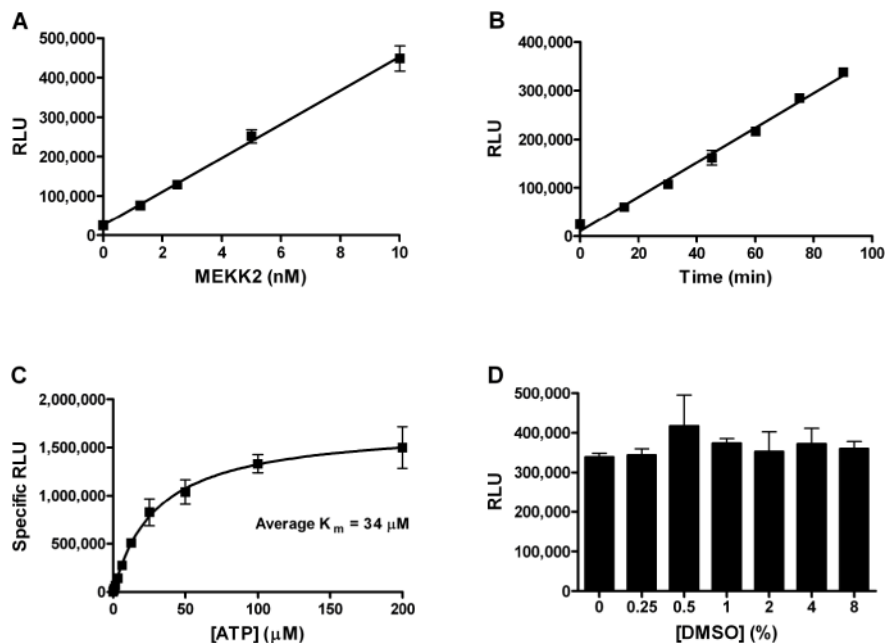 A
500,000
400,000
300,000
200,000
100,000
0
RLU
0 2 4 6 8 10
MEKK2 (nM)
B
400,000
300,000
200,000
100,000
0
RLU
0 20 40 60 80 100
Time (min)
C
2,000,000
1,500,000
1,000,000
500,000
0
Specific RLU
Average Km = 34 μM
0 50 100 150 200
[ATP] (μM)
D
500,000
400,000
300,000
200,000
100,000
0
RLU
0 0.25 0.5 1 2 4 8
[DMSO] (%)